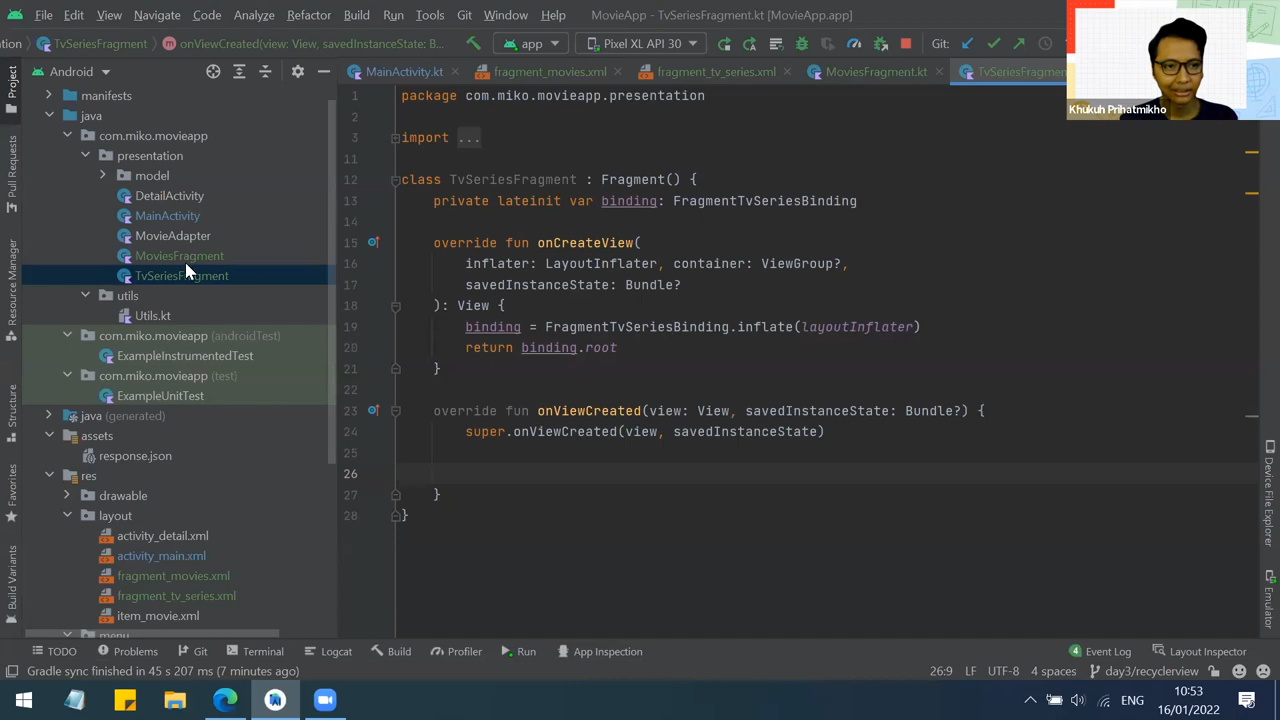 File Edit View Navigate Code Analyze Refactor Build Run Tools Git Window Help MovieApp - TvSeriesFragment.kt [MovieApp.app]
TvSeriesFragment onViewCreated(view: View, savedInstanceState: B... app Pixel XL API 30 Git:
Khukuh Prihatmikho
Android
MainActivity.kt fragment_movies.xml fragment_tv_series.xml MoviesFragment.kt TvSeriesFragmen
Project
Pull Requests
Resource Manager
Structure
Favorites
Build Variants
manifests
java
com.miko.movieapp
presentation
model
DetailActivity
MainActivity
MovieAdapter
MoviesFragment
TvSeriesFragment
utils
Utils.kt
com.miko.movieapp (androidTest)
ExampleInstrumentedTest
com.miko.movieapp (test)
ExampleUnitTest
java (generated)
assets
response.json
res
drawable
layout
activity_detail.xml
activity_main.xml
fragment_movies.xml
fragment_tv_series.xml
item_movie.xml
menu
1 package com.miko.movieapp.presentation
2
3 import ...
11
12 class TvSeriesFragment : Fragment() {
13 private lateinit var binding: FragmentTvSeriesBinding
14
15 override fun onCreateView(
16 inflater: LayoutInflater, container: ViewGroup?,
17 savedInstanceState: Bundle?
18 ): View {
19 binding = FragmentTvSeriesBinding.inflate(layoutInflater)
20 return binding.root
21 }
22
23 override fun onViewCreated(view: View, savedInstanceState: Bundle?) {
24 super.onViewCreated(view, savedInstanceState)
25
26
27 }
28 }
Device File Explorer
Emulator
TODO Problems Git Terminal Logcat Build Profiler Run App Inspection 4 Event Log Layout Inspector
Gradle sync finished in 45 s 207 ms (7 minutes ago) 26:9 LF UTF-8 4 spaces day3/recyclerview
ENG 10:53
16/01/2022